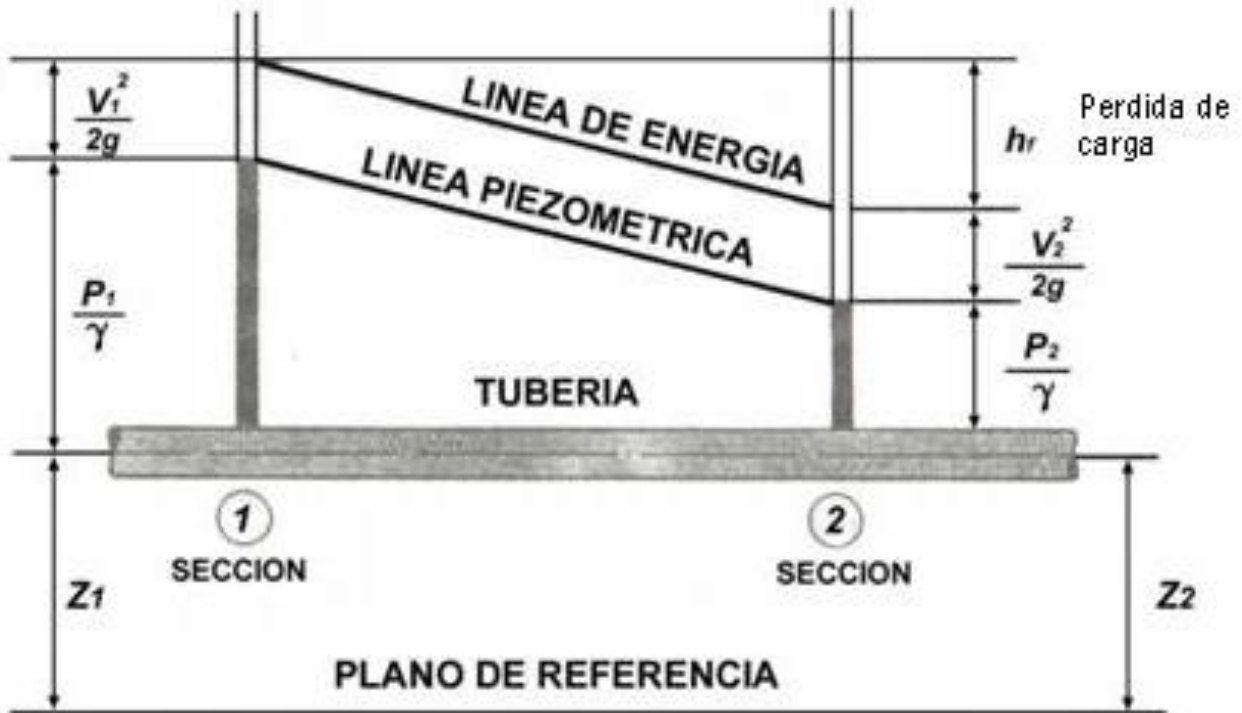 V₁²
2g
P₁
γ
Z1
LINEA DE ENERGÍA
LINEA PIEZOMETRICA
hf
Perdida de
carga
V₂²
2g
P₂
γ
TUBERIA
1
SECCION
2
SECCION
Z2
PLANO DE REFERENCIA